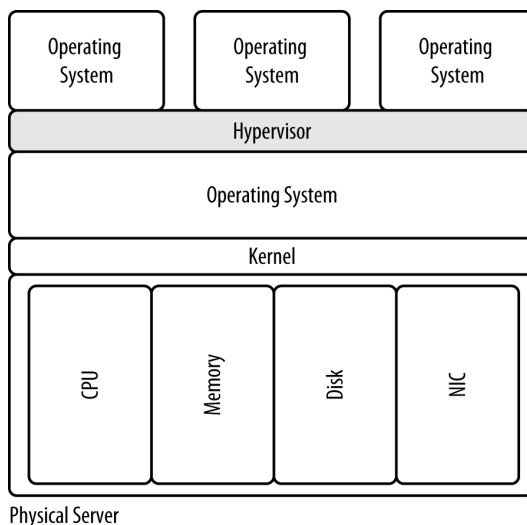 Operating
System
Operating
System
Operating
System
Hypervisor
Operating System
Kernel
CPU
Memory
Disk
NIC
Physical Server